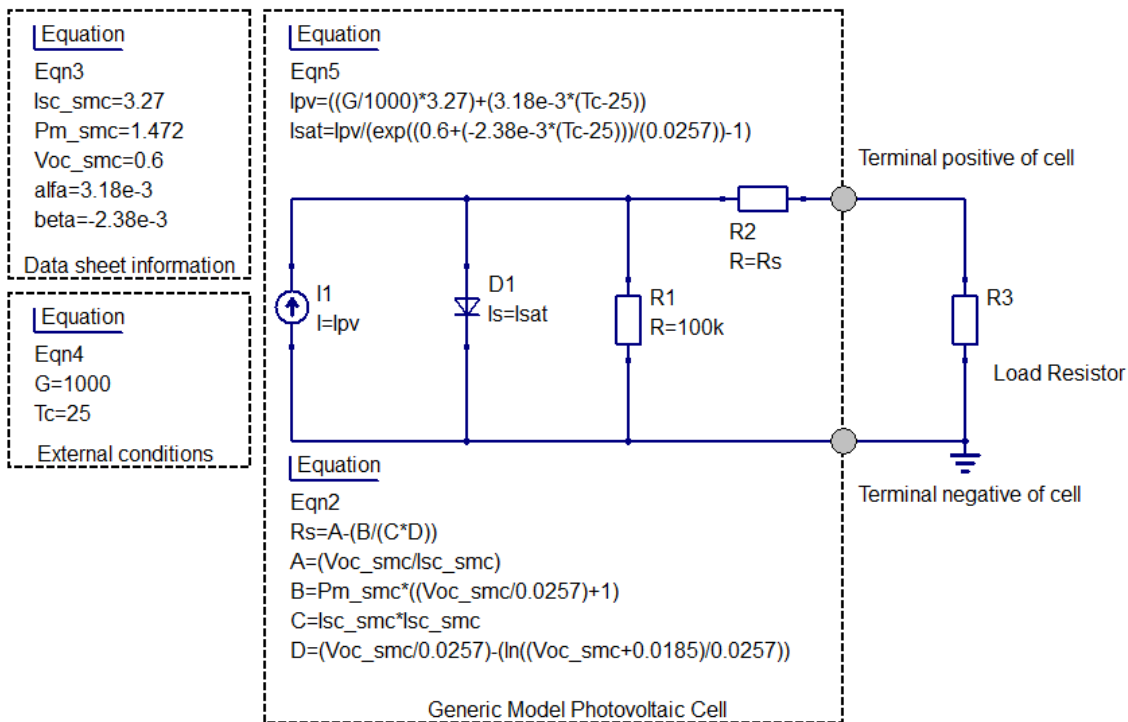 Equation
Eqn3
Isc_smc=3.27
Pm_smc=1.472
Voc_smc=0.6
alfa=3.18e-3
beta=-2.38e-3
Data sheet information
Equation
Eqn4
G=1000
Tc=25
External conditions
Equation
Eqn5
Ipv=((G/1000)*3.27)+(3.18e-3*(Tc-25))
Isat=Ipv/(exp((0.6+(-2.38e-3*(Tc-25)))/(0.0257))-1)
I1
I=Ipv
D1
Is=Isat
R1
R=100k
R2
R=Rs
Terminal positive of cell
R3
Load Resistor
Terminal negative of cell
Equation
Eqn2
Rs=A-(B/(C*D))
A=(Voc_smc/Isc_smc)
B=Pm_smc*((Voc_smc/0.0257)+1)
C=Isc_smc*Isc_smc
D=(Voc_smc/0.0257)-(ln((Voc_smc+0.0185)/0.0257))
Generic Model Photovoltaic Cell